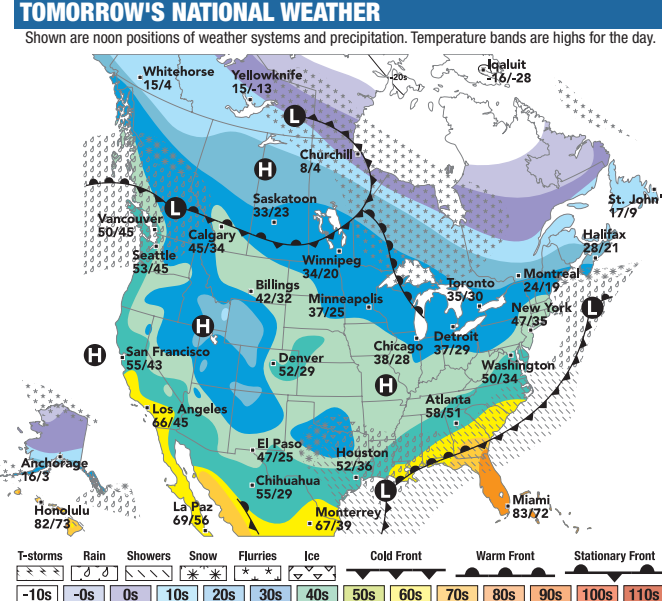 TOMORROW'S NATIONAL WEATHER
Shown are noon positions of weather systems and precipitation. Temperature bands are highs for the day.
Whitehorse
15/4
Yellowknife
15/-13
-20s
Iqaluit
-16/-28
L
Churchill
8/4
H
Saskatoon
33/23
St. John'
17/9
L
Vancouver
50/45
Calgary
45/34
Seattle
53/45
Winnipeg
34/20
Halifax
28/21
Montreal
24/19
Toronto
35/30
Billings
42/32
Minneapolis
37/25
New York
47/35
L
H
Chicago
38/28
Detroit
37/29
H
San Francisco
55/43
Denver
52/29
Washington
50/34
H
Los Angeles
66/45
Atlanta
58/51
El Paso
47/25
Houston
52/36
Anchorage
16/3
Chihuahua
55/29
L
Honolulu
82/73
La Paz
69/56
Monterrey
67/39
Miami
83/72
T-storms Rain Showers Snow Flurries Ice Cold Front Warm Front Stationary Front
-10s -0s 0s 10s 20s 30s 40s 50s 60s 70s 80s 90s 100s 110s